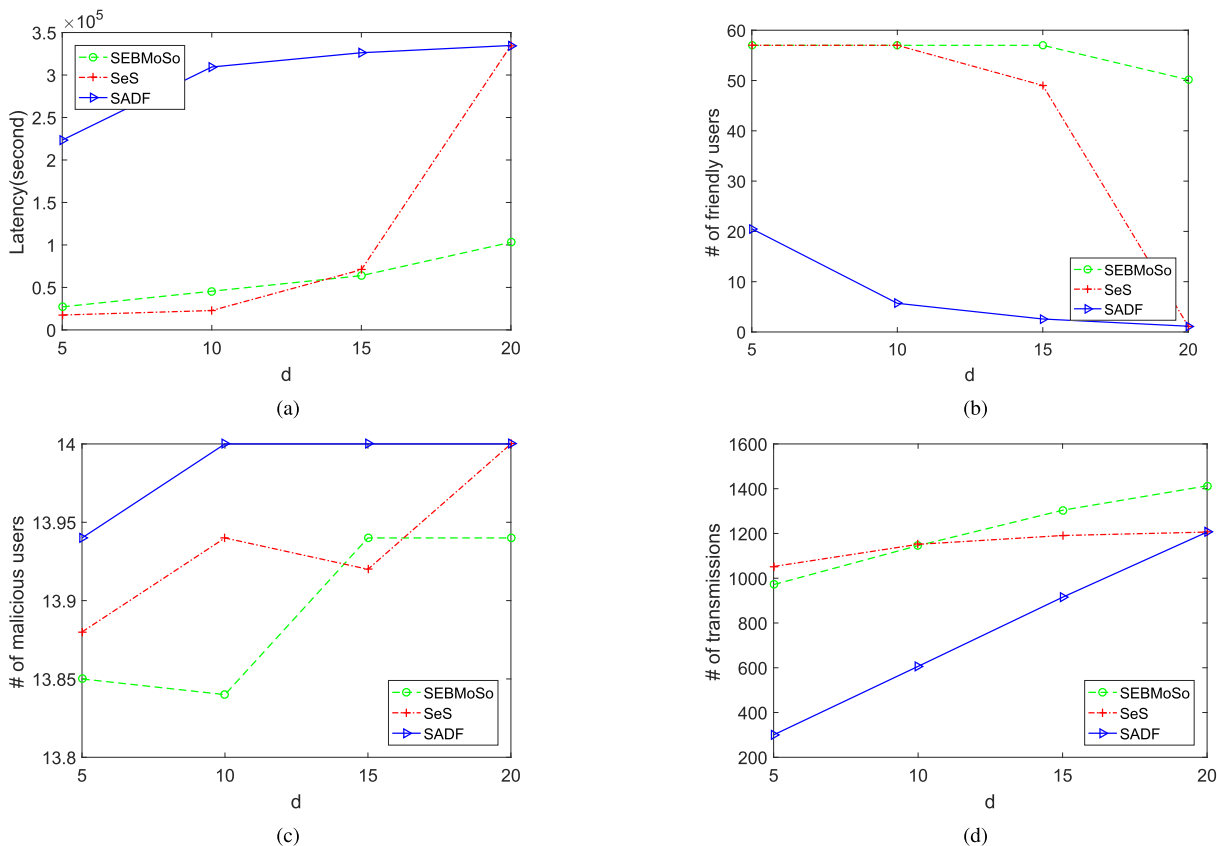 ×10^5
3.5
3
2.5
2
1.5
1
0.5
0
Latency(second)
SEBMoSo
SeS
SADF
5 10 15 20
d
(a)
60
50
40
30
20
10
0
# of friendly users
SEBMoSo
SeS
SADF
5 10 15 20
d
(b)
14
13.95
13.9
13.85
13.8
# of malicious users
SEBMoSo
SeS
SADF
5 10 15 20
d
(c)
1600
1400
1200
1000
800
600
400
200
# of transmissions
SEBMoSo
SeS
SADF
5 10 15 20
d
(d)